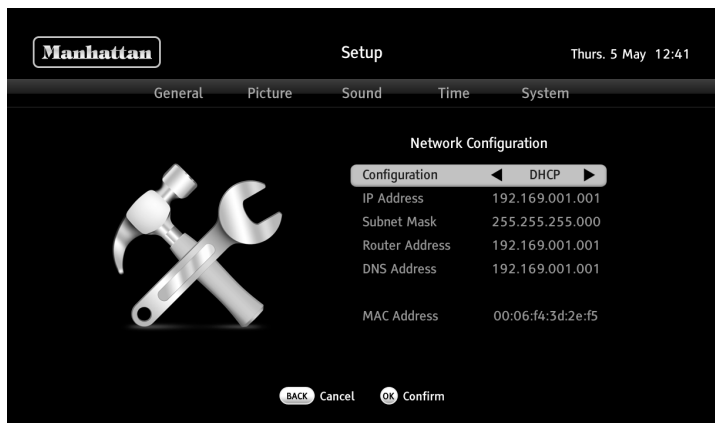 Manhattan Setup Thurs. 5 May 12:41
General Picture Sound Time System
Network Configuration
Configuration DHCP
IP Address 192.169.001.001
Subnet Mask 255.255.255.000
Router Address 192.169.001.001
DNS Address 192.169.001.001
MAC Address 00:06:f4:3d:2e:f5
BACK Cancel OK Confirm